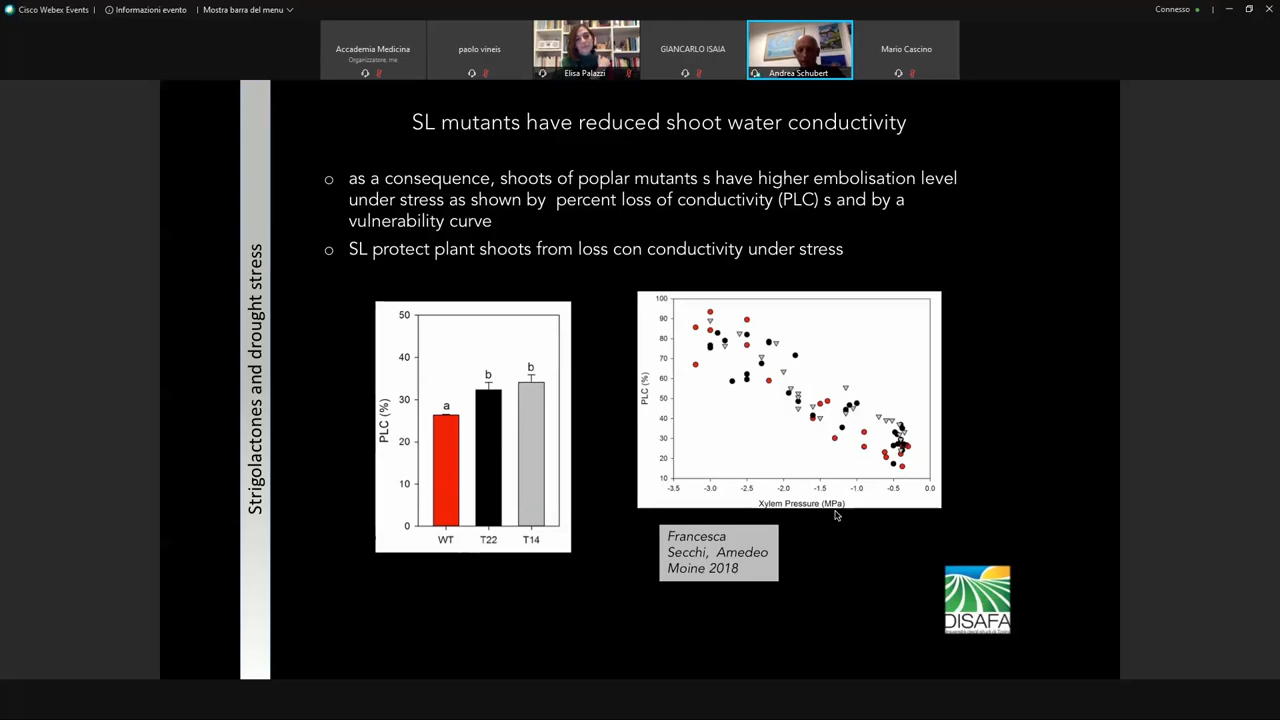 Cisco Webex Events
Informazioni evento
Mostra barra del menu
Connesso
Accademia Medicina
Organizzatore, me
paolo vineis
Elisa Palazzi
GIANCARLO ISAIA
Andrea Schubert
Mario Cascino
Strigolactones and drought stress
SL mutants have reduced shoot water conductivity
as a consequence, shoots of poplar mutants s have higher embolisation level
under stress as shown by percent loss of conductivity (PLC) s and by a
vulnerability curve
SL protect plant shoots from loss con conductivity under stress
PLC (%)
50
40
30
20
10
0
a
b
b
WT
T22
T14
PLC (%)
100
90
80
70
60
50
40
30
20
10
-3.5
-3.0
-2.5
-2.0
-1.5
-1.0
-0.5
0.0
Xylem Pressure (MPa)
Francesca
Secchi, Amedeo
Moine 2018
DISAFA